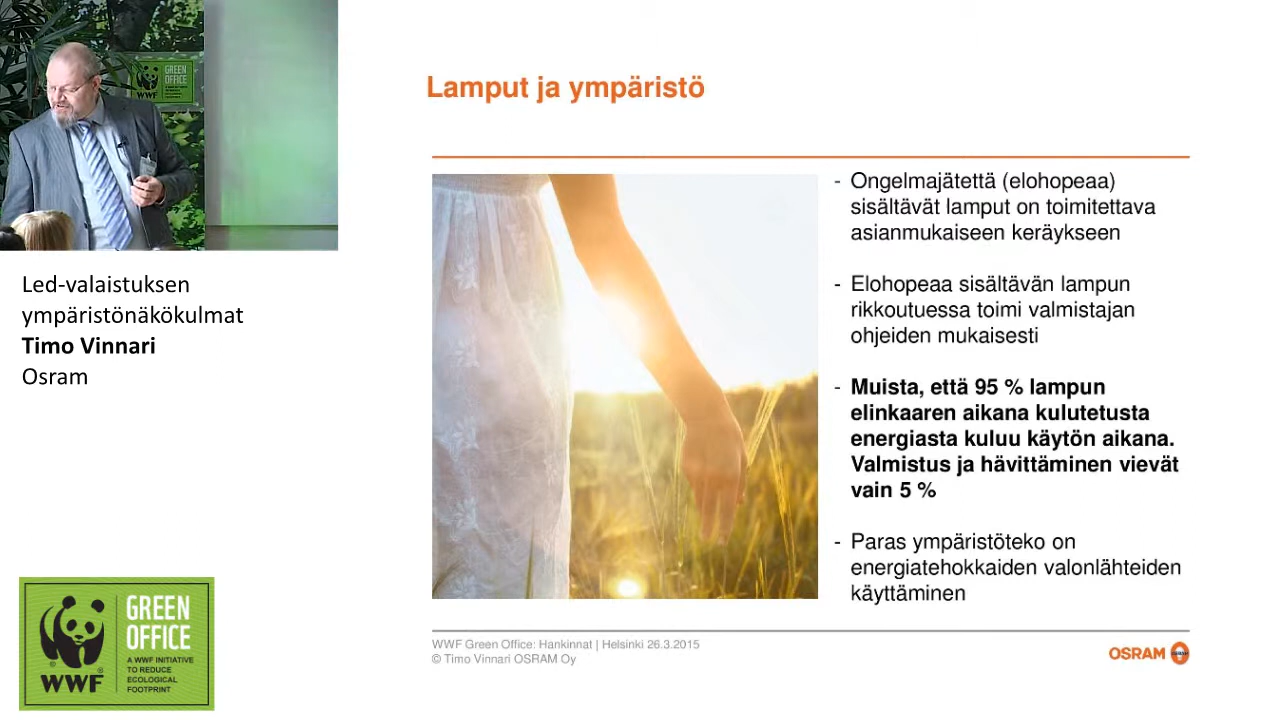 GREEN
OFFICE
WWF
Led-valaistuksen
ympäristönäkökulmat
Timo Vinnari
Osram
GREEN
OFFICE
A WWF INITIATIVE
TO REDUCE
ECOLOGICAL
FOOTPRINT
®
WWF
®
Lamput ja ympäristö
- Ongelmajätettä (elohopeaa)
sisältävät lamput on toimitettava
asianmukaiseen keräykseen
- Elohopeaa sisältävän lampun
rikkoutuessa toimi valmistajan
ohjeiden mukaisesti
- Muista, että 95 % lampun
elinkaaren aikana kulutetusta
energiasta kuluu käytön aikana.
Valmistus ja hävittäminen vievät
vain 5 %
- Paras ympäristöteko on
energiatehokkaiden valonlähteiden
käyttäminen
WWF Green Office: Hankinnat | Helsinki 26.3.2015
© Timo Vinnari OSRAM Oy
OSRAM